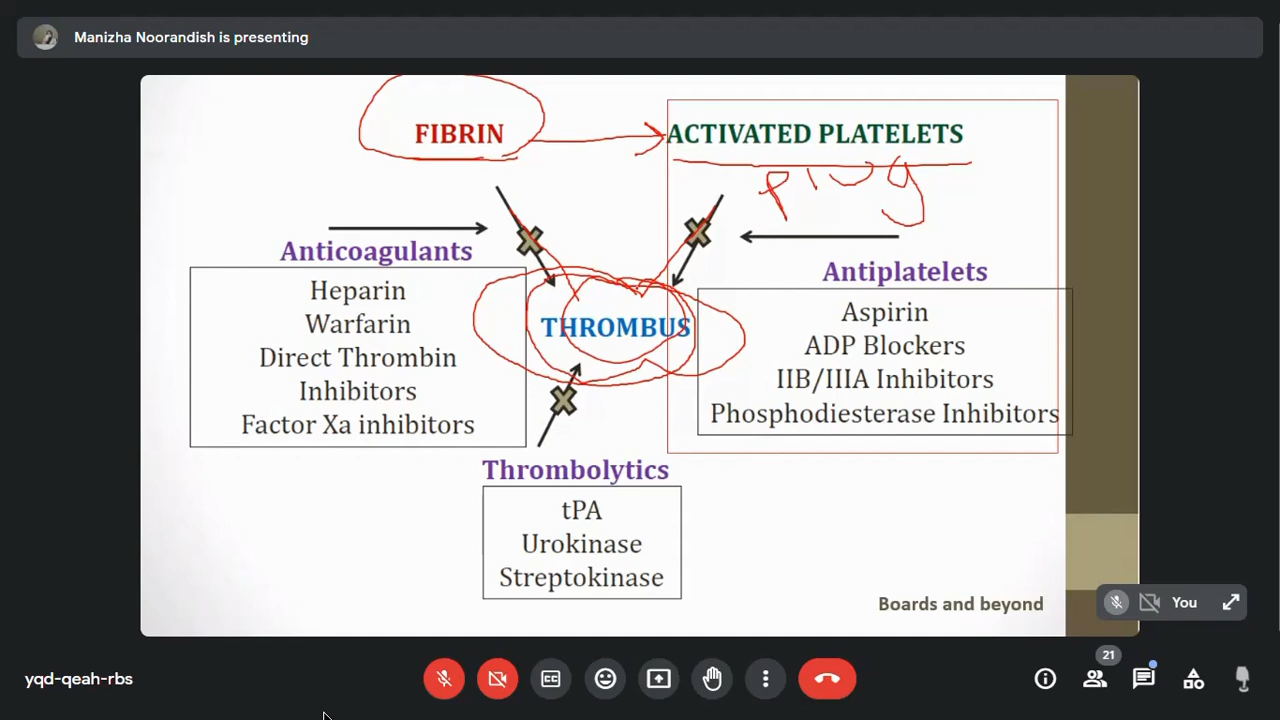 Manizha Noorandish is presenting
FIBRIN
ACTIVATED PLATELETS
plug
Anticoagulants
Heparin
Warfarin
Direct Thrombin
Inhibitors
Factor Xa inhibitors
Antiplatelets
Aspirin
ADP Blockers
IIB/IIIA Inhibitors
Phosphodiesterase Inhibitors
THROMBUS
Thrombolytics
tPA
Urokinase
Streptokinase
Boards and beyond
You
yqd-qeah-rbs
21